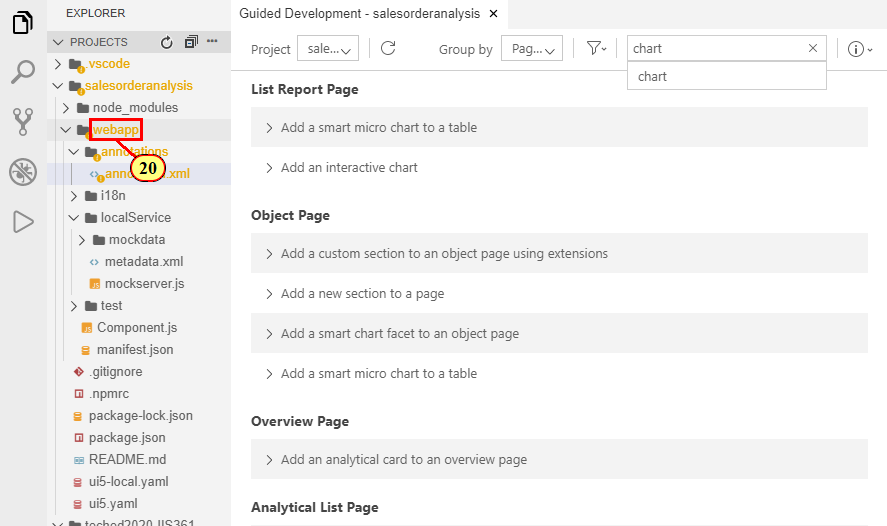 EXPLORER
PROJECTS
.vscode
salesorderanalysis
node_modules
webapp
annotations
20
i18n
localService
mockdata
metadata.xml
mockserver.js
test
Component.js
manifest.json
.gitignore
.npmrc
package-lock.json
package.json
README.md
ui5-local.yaml
ui5.yaml
Guided Development - salesorderanalysis
Project sale... Group by Pag... chart
chart
List Report Page
Add a smart micro chart to a table
Add an interactive chart
Object Page
Add a custom section to an object page using extensions
Add a new section to a page
Add a smart chart facet to an object page
Add a smart micro chart to a table
Overview Page
Add an analytical card to an overview page
Analytical List Page